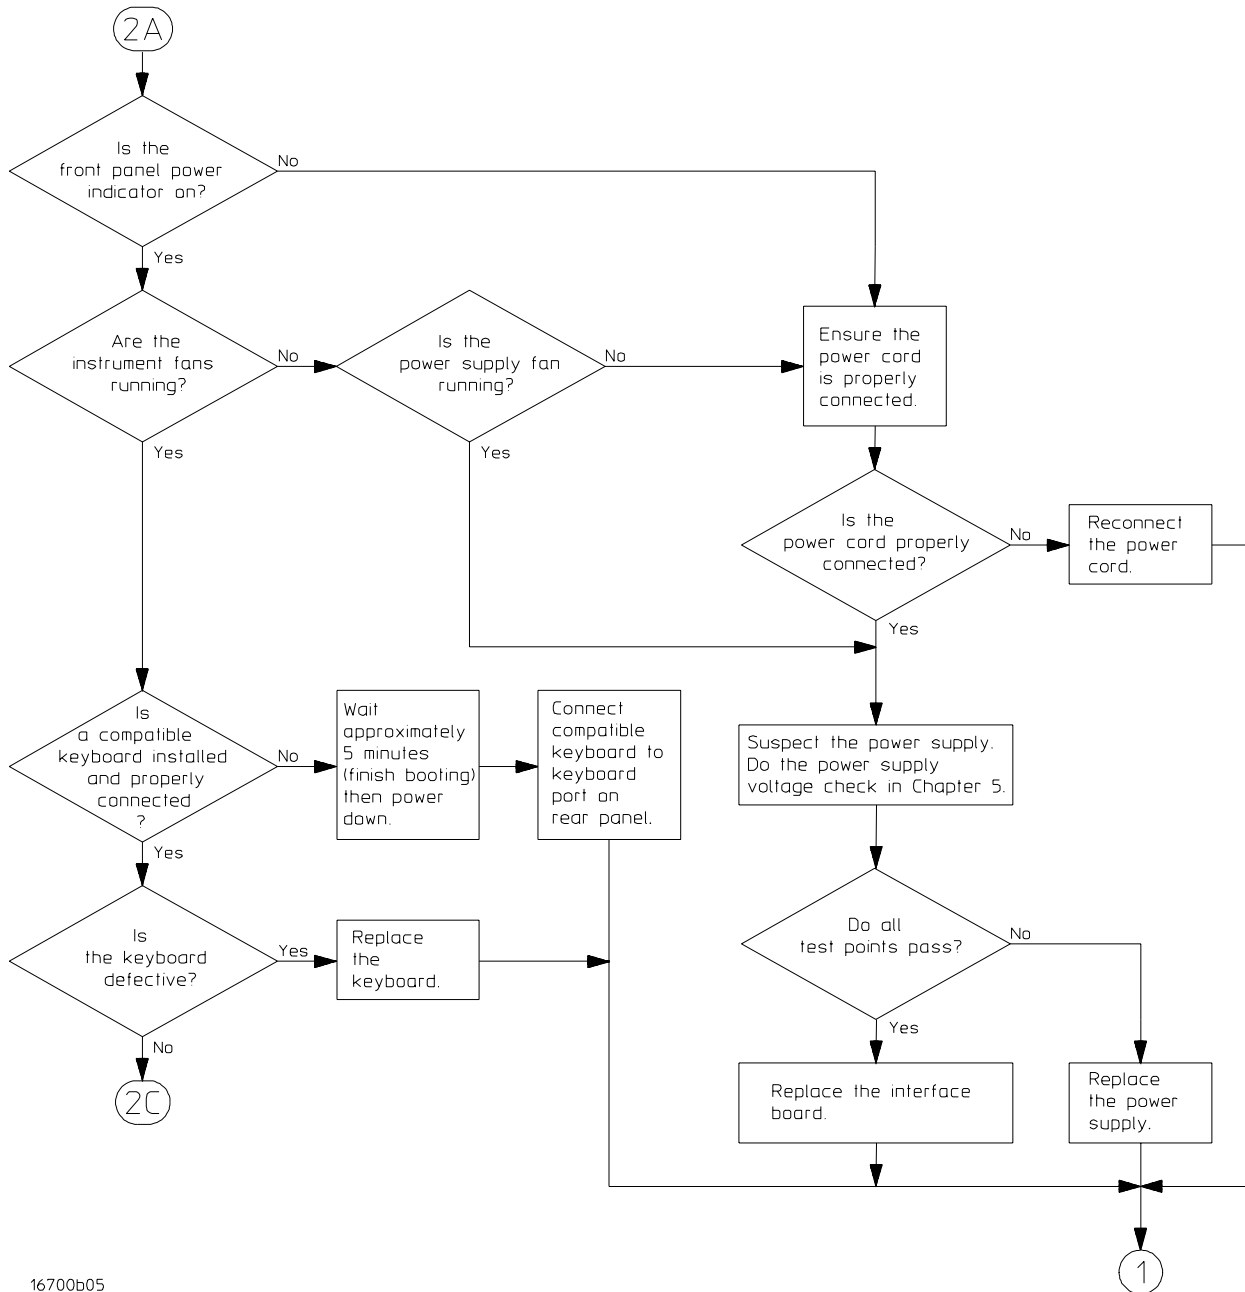 2A
Is the
front panel power
indicator on?
No
Yes
Are the
instrument fans
running?
No
Yes
Is the
power supply fan
running?
No
Yes
Ensure the
power cord
is properly
connected.
Is the
power cord properly
connected?
No
Yes
Reconnect
the power
cord.
Is
a compatible
keyboard installed
and properly
connected
?
No
Yes
Wait
approximately
5 minutes
(finish booting)
then power
down.
Connect
compatible
keyboard to
keyboard
port on
rear panel.
Suspect the power supply.
Do the power supply
voltage check in Chapter 5.
Is
the keyboard
defective?
Yes
No
Replace
the
keyboard.
Do all
test points pass?
No
Yes
2C
Replace the interface
board.
Replace
the power
supply.
1
16700b05